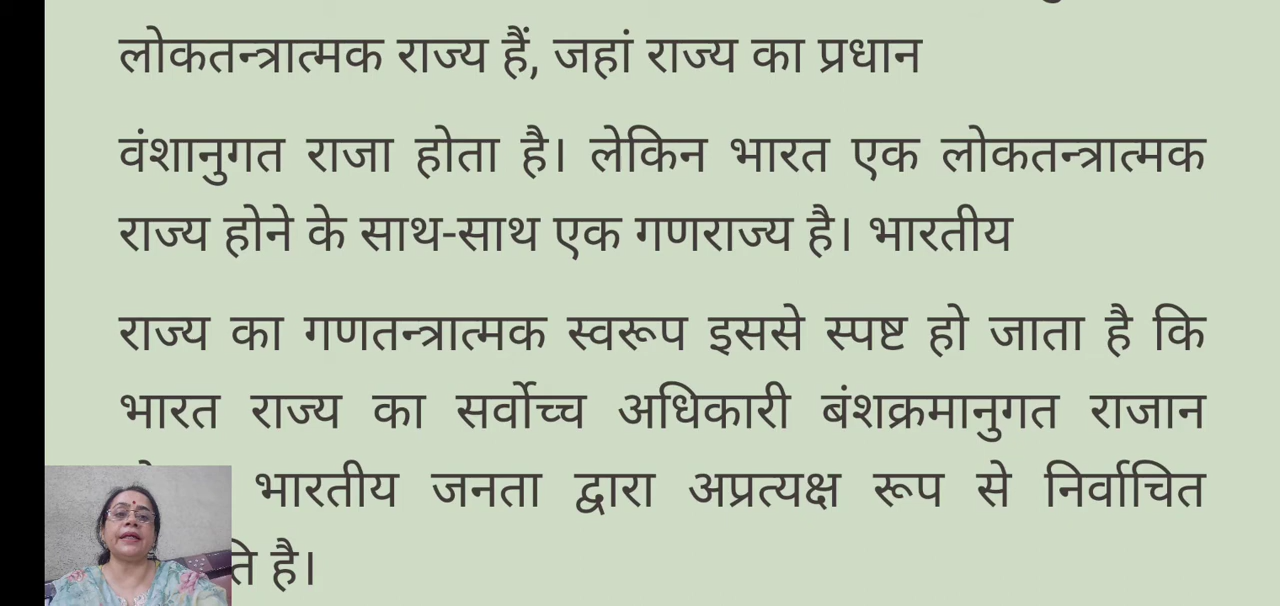 लोकतन्त्रात्मक राज्य हैं, जहां राज्य का प्रधान
वंशानुगत राजा होता है। लेकिन भारत एक लोकतन्त्रात्मक
राज्य होने के साथ-साथ एक गणराज्य है। भारतीय
राज्य का गणतन्त्रात्मक स्वरूप इससे स्पष्ट हो जाता है कि
भारत राज्य का सर्वोच्च अधिकारी बंशक्रमानुगत राजान
भारतीय जनता द्वारा अप्रत्यक्ष रूप से निर्वाचित
है।